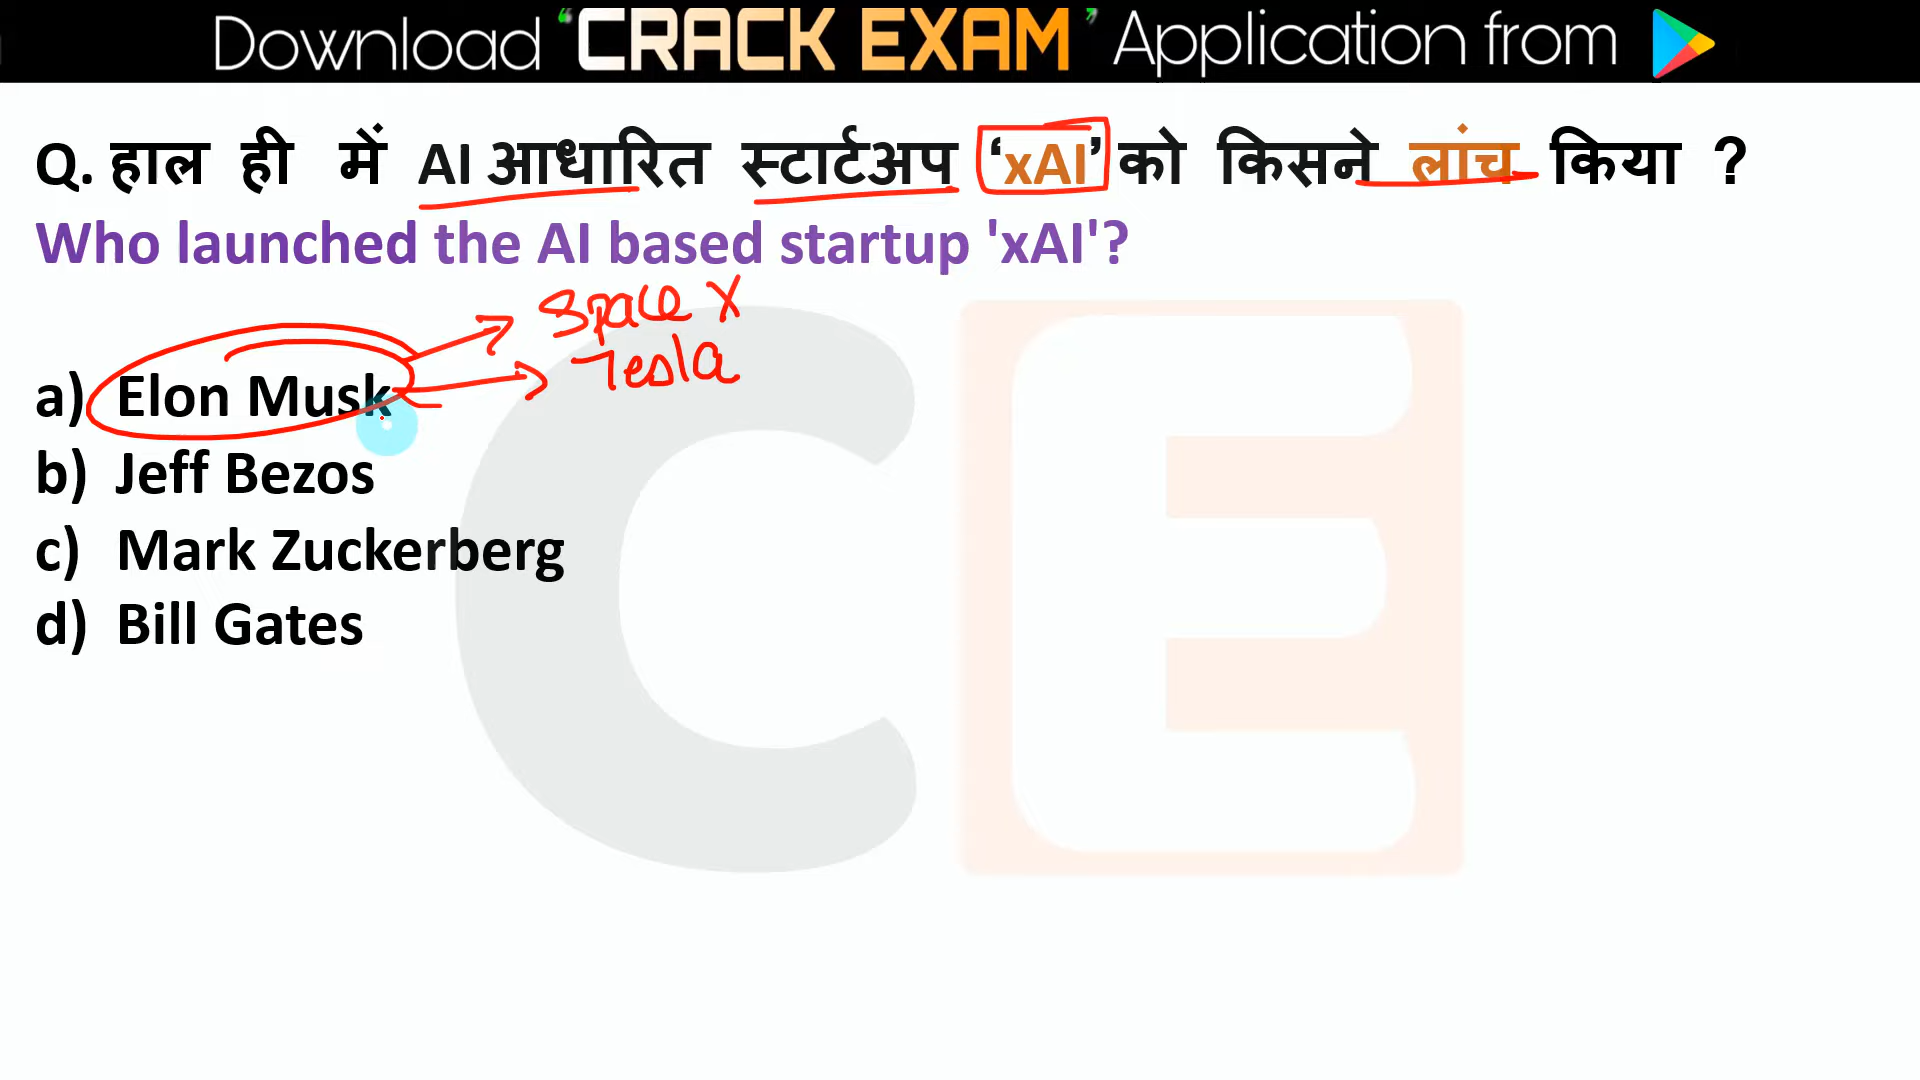 Download ‘CRACK EXAM’ Application from
Q. हाल ही में AI आधारित स्टार्टअप ‘xAI’ को किसने लांच किया ?
Who launched the AI based startup 'xAI'?
Space X
Tesla
a) Elon Musk
b) Jeff Bezos
c) Mark Zuckerberg
d) Bill Gates
CE